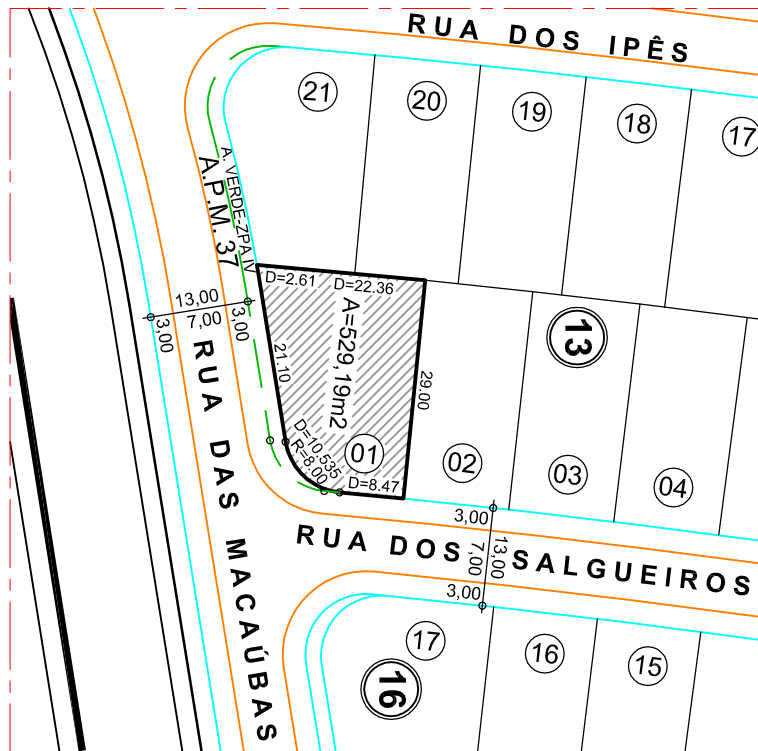 RUA DOS IPÊS
21
20
19
18
17
A. VERDE-ZPA IV
A.P.M. 37
D=2.61
D=22.36
13,00
7,00
3,00
3,00
A=529,19m2
21.10
29.00
13
RUA DAS MACAÚBAS
D=10.535
R=8.00
D=8.47
01
02
03
04
3,00
13,00
7,00
3,00
RUA DOS SALGUEIROS
17
16
15
16